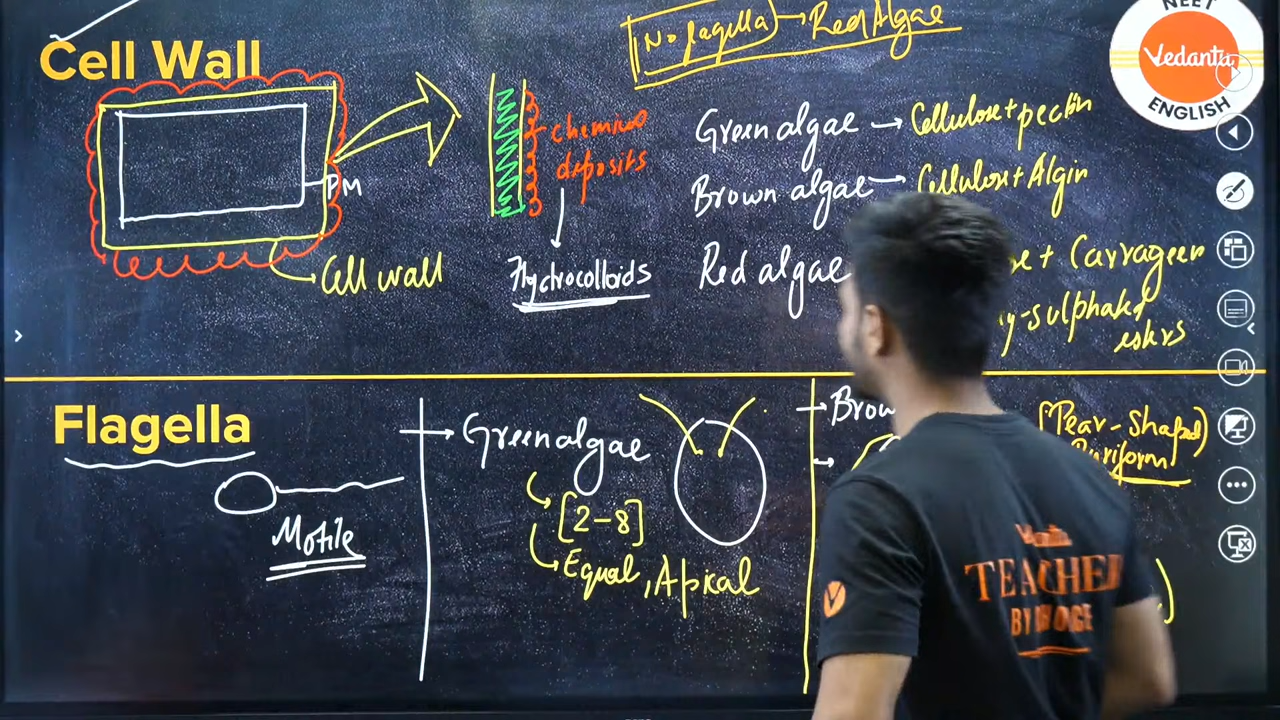 NEET
Vedantu
ENGLISH
No flagella → Red Algae
Cell Wall
PM
Cell wall
chemical
deposits
Hydrocolloids
Green algae → Cellulose + pectin
Brown algae → Cellulose + Algin
Red algae
+ Carrageen
sulphated
esters
Flagella
Motile
→ Green algae
[2-8]
Equal, Apical
→ Brow
(Pear-Shaped)
TEACHER
BY